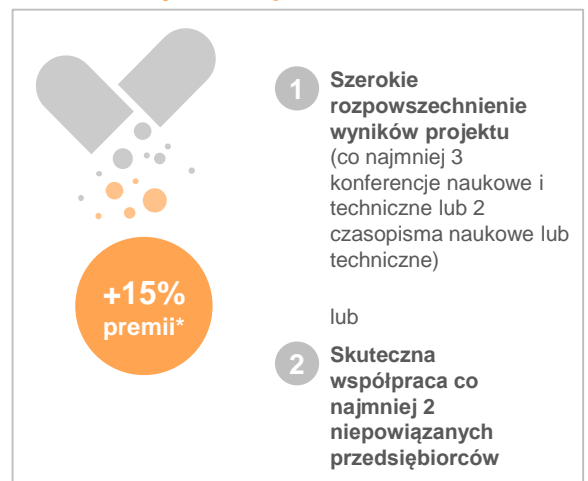 +15%
premii*
1
Szerokie
rozpowszechnienie
wyników projektu
(co najmniej 3
konferencje naukowe i
techniczne lub 2
czasopisma naukowe lub
techniczne)
lub
2
Skuteczna
współpraca co
najmniej 2
niepowiązanych
przedsiębiorców